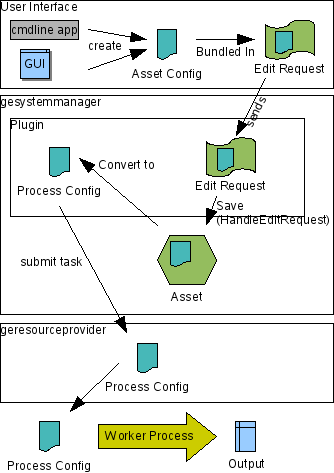 User Interface
cmdline app
create
Bundled In
GUI
Asset Config
Edit Request
sends
gesystemmanager
Plugin
Convert to
Process Config
Edit Request
Save
(HandleEditRequest)
submit task
Asset
georesourceprovider
Process Config
Worker Process
Process Config
Output